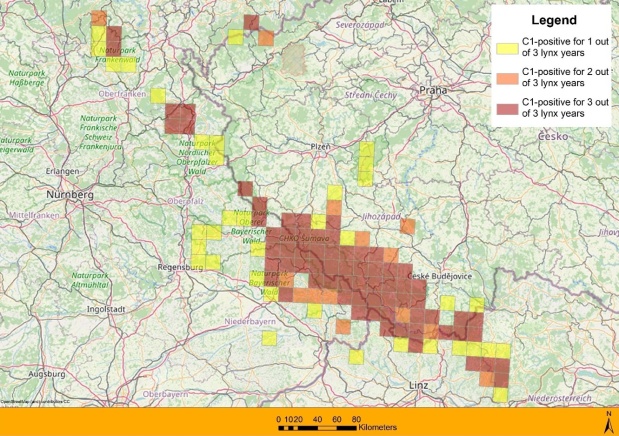 Severozápad
Legend
C1-positive for 1 out
of 3 lynx years
C1-positive for 2 out
of 3 lynx years
C1-positive for 3 out
of 3 lynx years
Naturpark
Frankenwald
Naturpark
Haßberge
Oberfranken
Praha
Střední Čechy
Česko
Naturpark
Fränkische
Schweiz
Frankenjura
Naturpark
Nördlicher
Oberpfälzer
Wald
Plzeň
Erlangen
Nürnberg
Mittelfranken
Oberpfalz
Naturpark
Oberer
Bayerischer
Wald
Jihozápad
CHKO Šumava
Regensburg
Naturpark
Altmühltal
Naturpark
Bayerischer
Wald
České Budějovice
Ingolstadt
Niederbayern
Augsburg
Oberbayern
Linz
Niederösterreich
0 10 20 40 60 80
Kilometers
N